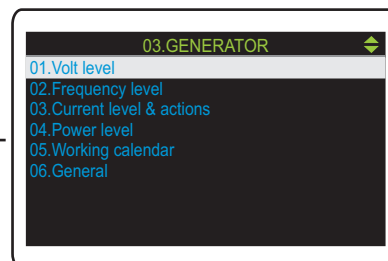 03.GENERATOR
01.Volt level
02.Frequency level
03.Current level & actions
04.Power level
05.Working calendar
06.General